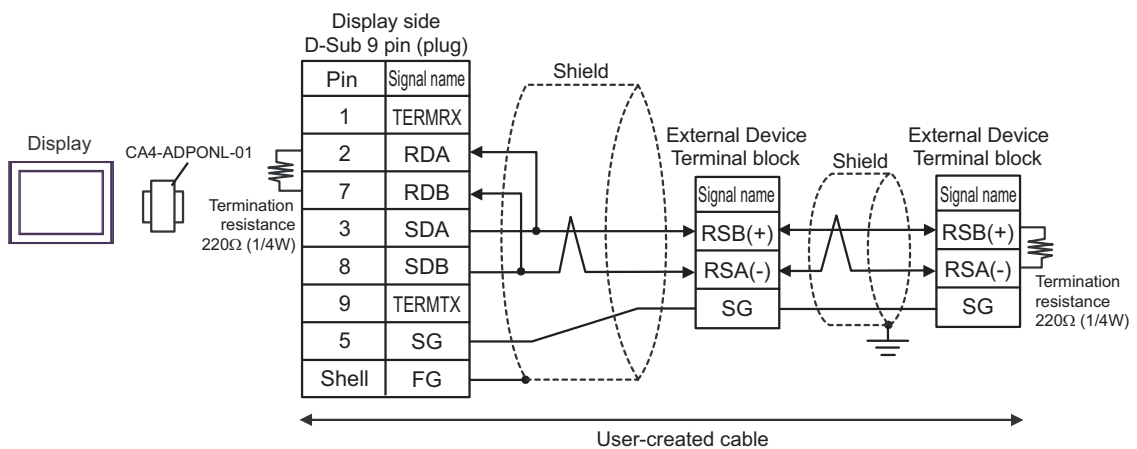 Display side
D-Sub 9 pin (plug)
Pin Signal name
1 TERMRX
2 RDA
7 RDB
3 SDA
8 SDB
9 TERMTX
5 SG
Shell FG
Display
CA4-ADPONL-01
Termination
resistance
220Ω (1/4W)
Shield
External Device
Terminal block
Signal name
RSB(+)
RSA(-)
SG
Shield
External Device
Terminal block
Signal name
RSB(+)
RSA(-)
SG
Termination
resistance
220Ω (1/4W)
User-created cable